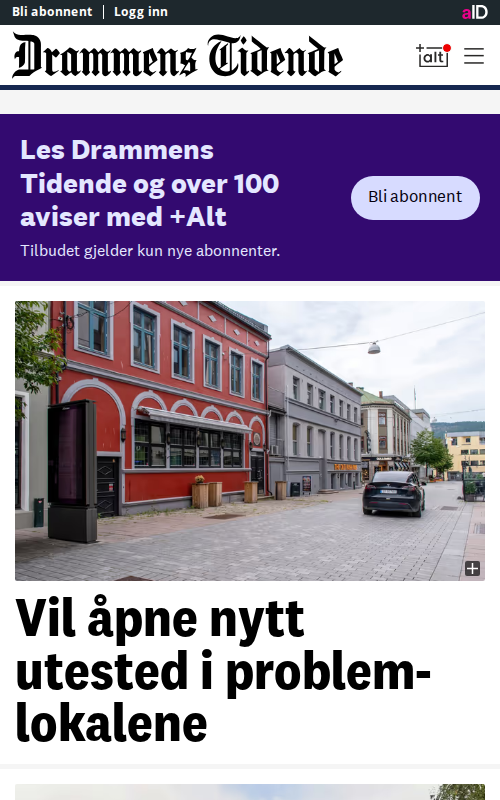 Bli abonnent
Logg inn
aID
Drammens Tidende
+alt
Les Drammens
Tidende og over 100
aviser med +Alt
Bli abonnent
Tilbudet gjelder kun nye abonnenter.
Vil åpne nytt
utested i problem-
lokalene